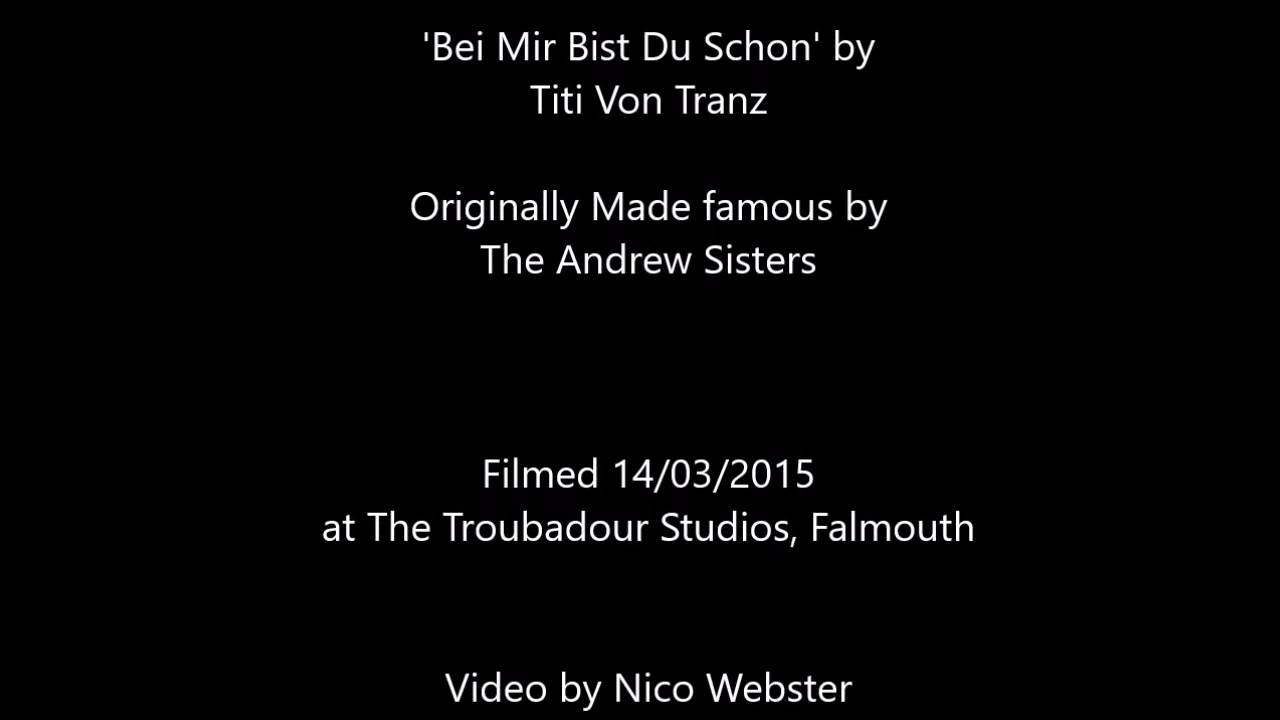 'Bei Mir Bist Du Schon' by
Titi Von Tranz
Originally Made famous by
The Andrew Sisters
Filmed 14/03/2015
at The Troubadour Studios, Falmouth
Video by Nico Webster